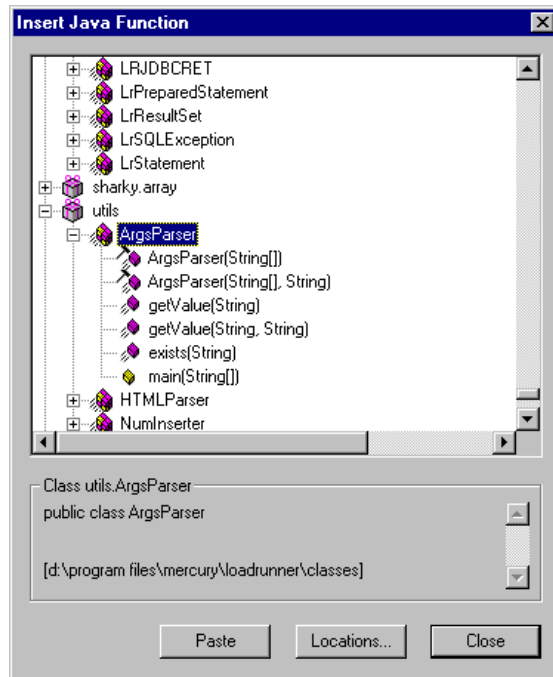 Insert Java Function
LRJDBCRET
LrPreparedStatement
LrResultSet
LrSQLException
LrStatement
sharky.array
utils
ArgsParser
ArgsParser(String[])
ArgsParser(String[], String)
getValue(String)
getValue(String, String)
exists(String)
main(String[])
HTMLParser
NumInserter
Class utils.ArgsParser
public class ArgsParser
[d:\program files\mercury\loadrunner\classes]
Paste Locations... Close